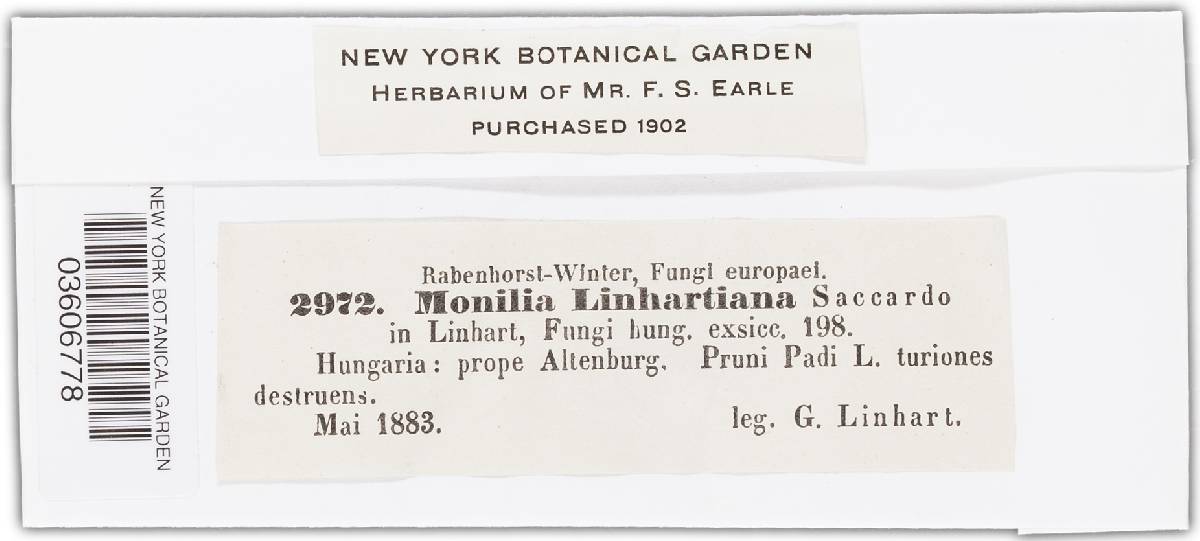 NEW YORK BOTANICAL GARDEN
HERBARIUM OF MR. F. S. EARLE
PURCHASED 1902
NEW YORK BOTANICAL GARDEN
03606778
Rabenhorst-Winter, Fungi europaei.
2972. Monilia Linhartiana Saccardo
in Linhart, Fungi hung. exsicc. 198.
Hungaria: prope Altenburg. Pruni Padi L. turiones
destruens.
Mai 1883. leg. G. Linhart.